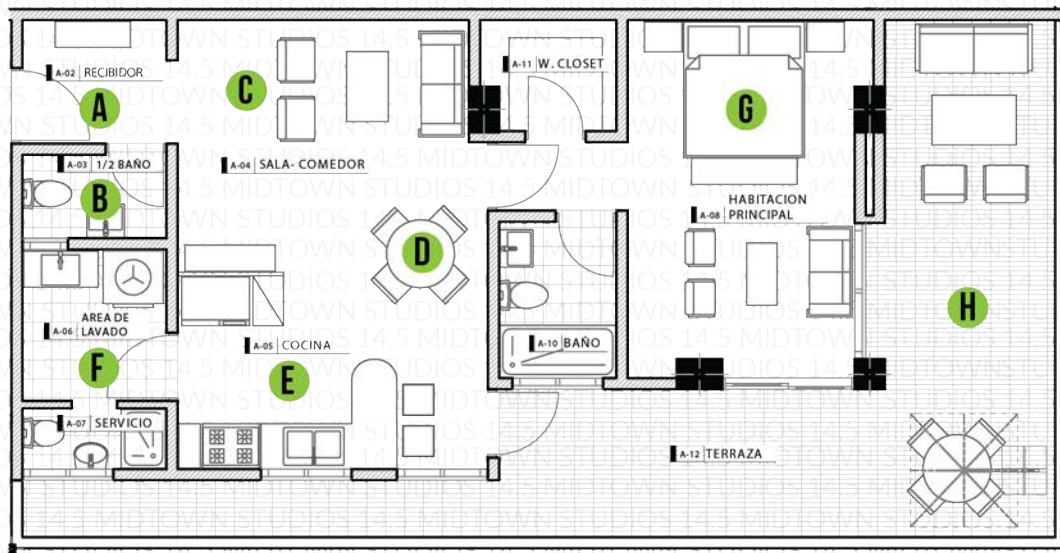 A-02 RECIBIDOR
A
C
A-11 W. CLOSET
G
A-03 1/2 BAÑO
B
A-04 SALA- COMEDOR
A-08 HABITACION
PRINCIPAL
D
H
A-06 AREA DE
LAVADO
F
A-05 COCINA
E
A-10 BAÑO
A-07 SERVICIO
A-12 TERRAZA
MIDTOWN STUDIOS 14.5